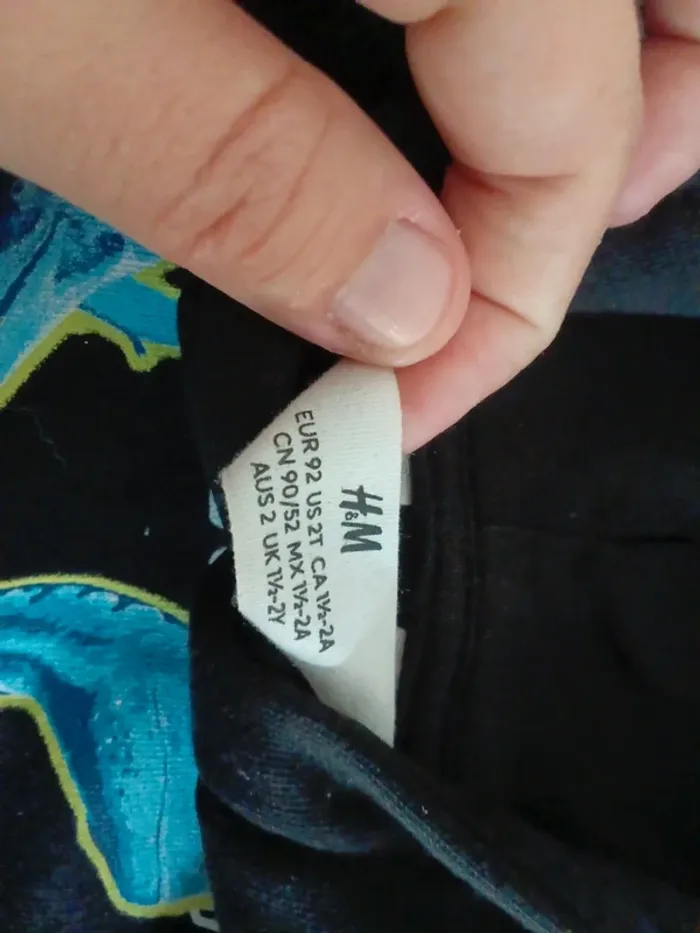 H&M
EUR 92 US 2T CA 1½-2A
CN 90/52 MX 1½-2A
AUS 2 UK 1½-2Y